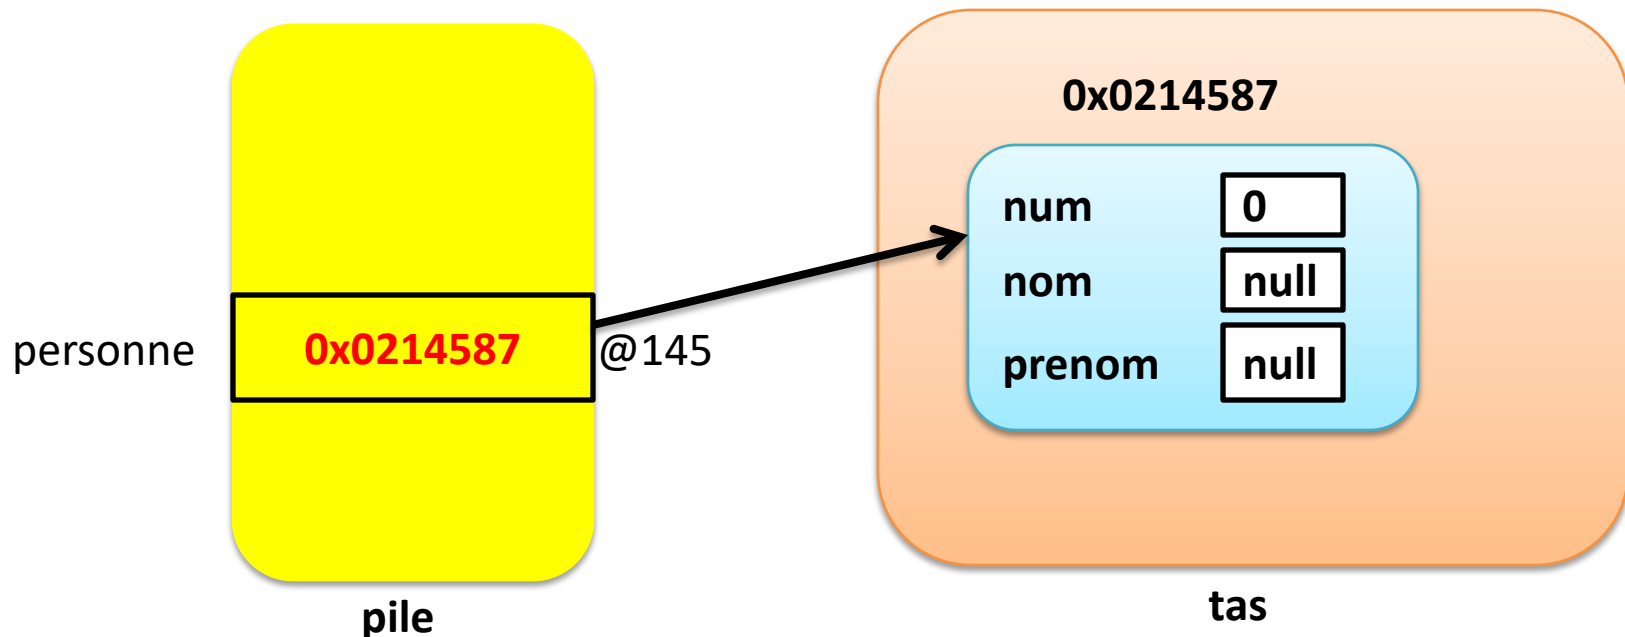 personne
0x0214587
@145
pile
0x0214587
num 0
nom null
prenom null
tas